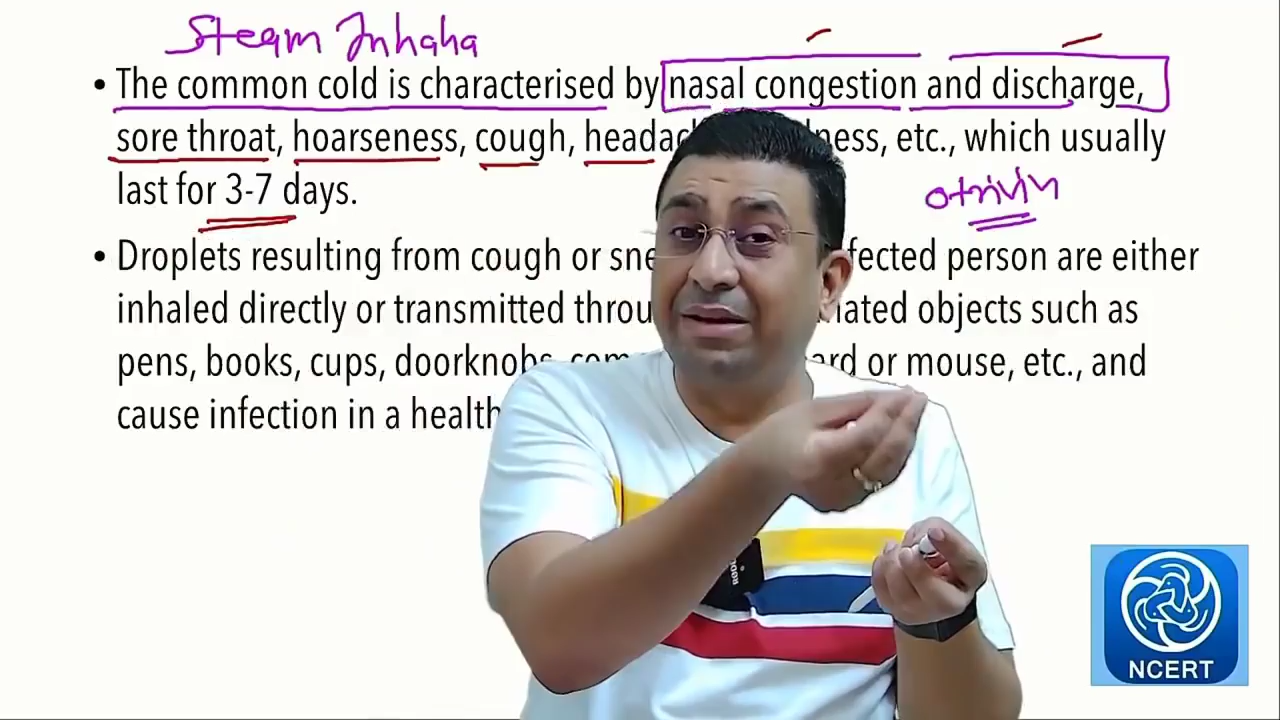 Steam Inhaha
• The common cold is characterised by nasal congestion and discharge,
sore throat, hoarseness, cough, headac ness, etc., which usually
last for 3-7 days.
otrivin
• Droplets resulting from cough or sne fected person are either
inhaled directly or transmitted throu nated objects such as
pens, books, cups, doorknobs, com ard or mouse, etc., and
cause infection in a health
NCERT